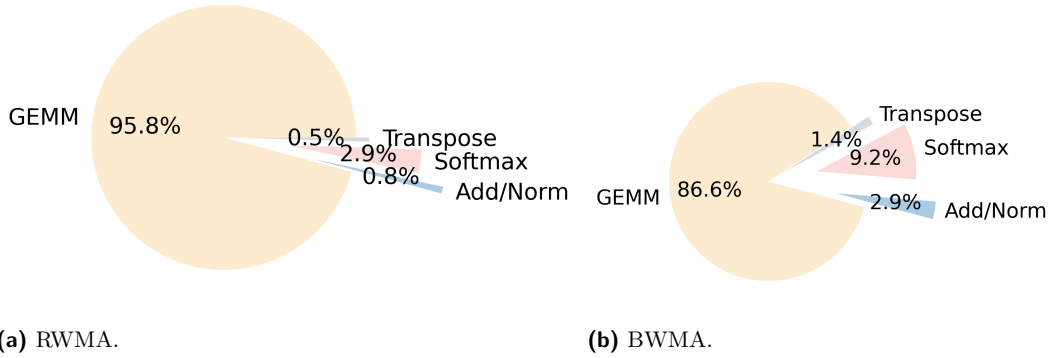 GEMM
95.8%
0.5%
Transpose
2.9%
Softmax
0.8%
Add/Norm
(a) RWMA.
GEMM
86.6%
1.4%
Transpose
9.2%
Softmax
2.9%
Add/Norm
(b) BWMA.